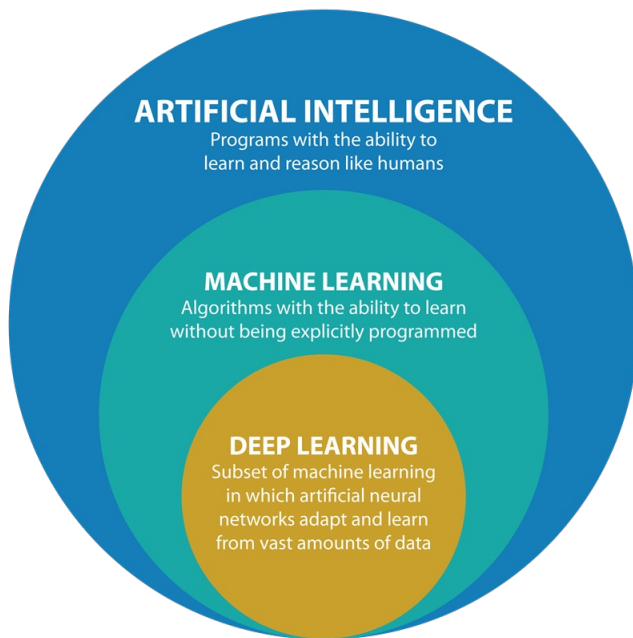 ARTIFICIAL INTELLIGENCE
Programs with the ability to
learn and reason like humans
MACHINE LEARNING
Algorithms with the ability to learn
without being explicitly programmed
DEEP LEARNING
Subset of machine learning
in which artificial neural
networks adapt and learn
from vast amounts of data